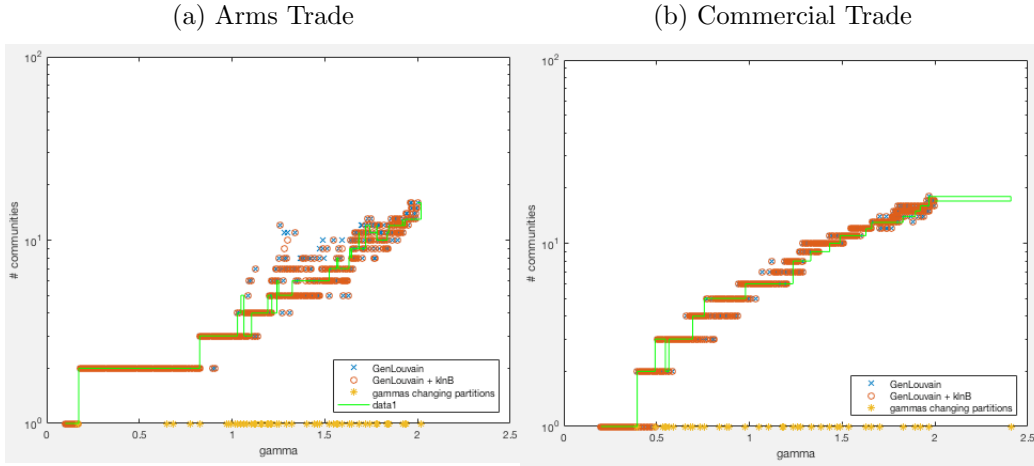 (a) Arms Trade
(b) Commercial Trade
10^2
10^1
10^0
# communities
0 0.5 1 1.5 2 2.5
gamma
GenLouvain
GenLouvain + klnB
gammas changing partitions
data1
10^2
10^1
10^0
# communities
0 0.5 1 1.5 2 2.5
gamma
GenLouvain
GenLouvain + klnB
gammas changing partitions